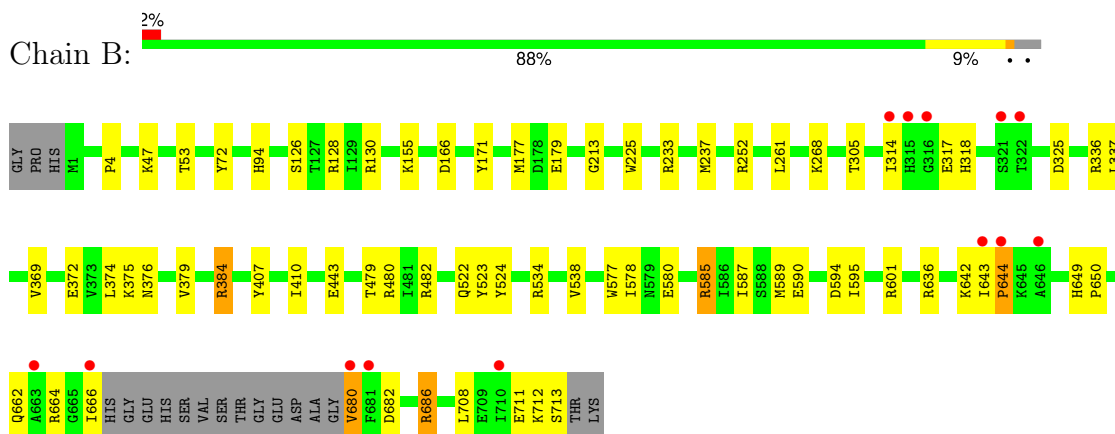 2%
Chain B:
88% 9% • •
GLY PRO HIS M1 P4 K47 T53 Y72 H94 S126 T127 R128 I129 R130 K155 D166 Y171 M177 D178 E179 G213 W225 R233 M237 R252 L261 K268 T305 I314 H315 G316 E317 H318 S321 T322 D325 R336 L337
V369 E372 V373 L374 K375 N376 V379 R384 Y407 I410 E443 T479 R480 I481 R482 Q522 Y523 Y524 R534 V538 W577 I578 N579 E580 R585 I586 I587 S588 M589 E590 D594 I595 R601 R636 K642 I643 P644 K645 A646 H649 P650
Q662 A663 R664 G665 I666 HIS GLY GLU HIS SER VAL SER THR GLY GLU ASP ALA GLY V680 F681 D682 R686 L708 E709 I710 E711 K712 S713 THR LYS